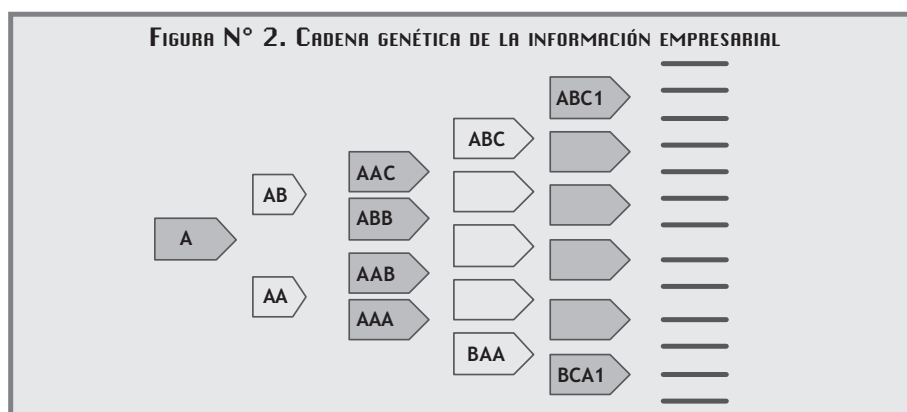 Figura N° 2. Cadena genética de la información empresarial
A
AB
AA
AAC
ABB
AAB
AAA
ABC
BAA
ABC1
BCA1